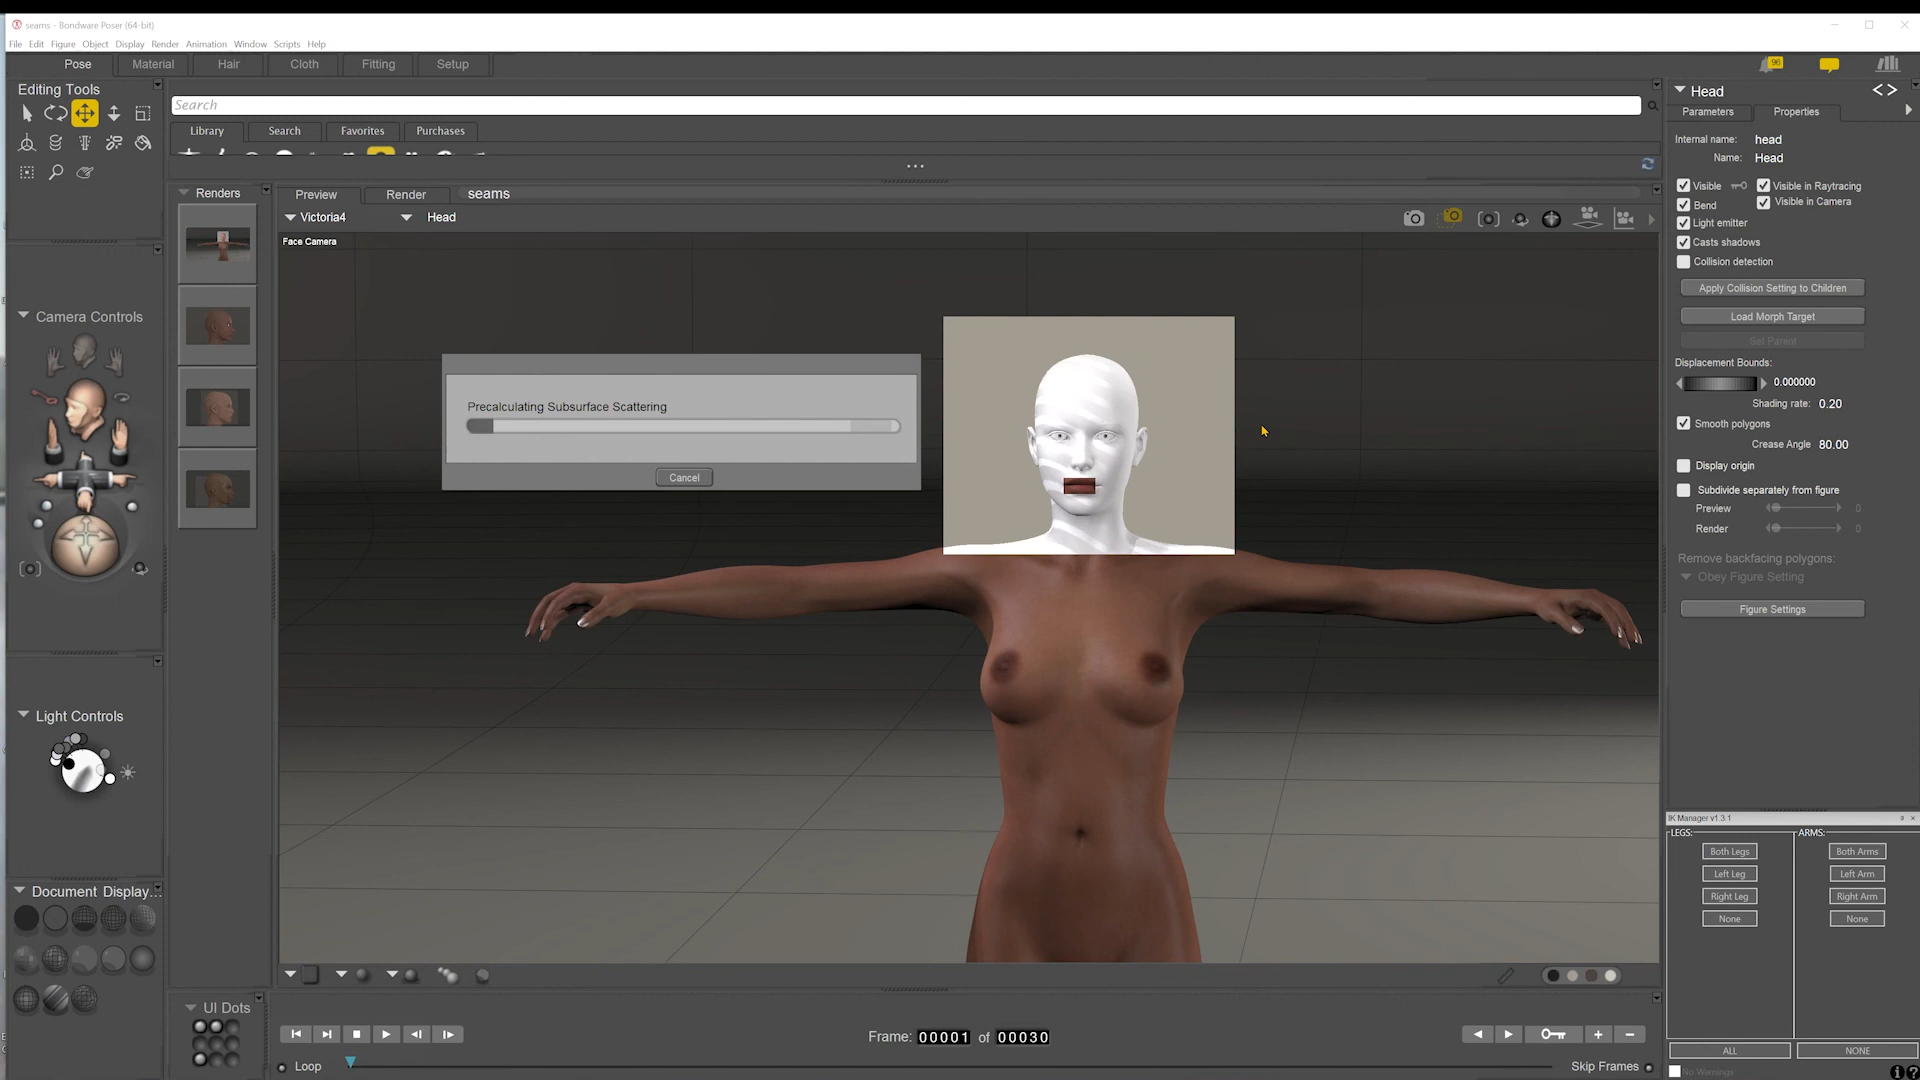 seams - Bondware Poser (64-bit)
File Edit Figure Object Display Render Animation Window Scripts Help
Pose Material Hair Cloth Fitting Setup
96
Editing Tools
Search
Library Search Favorites Purchases
Renders
Preview Render seams
Victoria4 Head
Face Camera
Camera Controls
Precalculating Subsurface Scattering
Cancel
Light Controls
Document Display...
UI Dots
Frame: 00001 of 00030
Loop
Skip Frames
Head
Parameters Properties
Internal name: head
Name: Head
Visible Visible in Raytracing
Bend Visible in Camera
Light emitter
Casts shadows
Collision detection
Apply Collision Setting to Children
Load Morph Target
Set Parent
Displacement Bounds:
0.000000
Shading rate: 0.20
Smooth polygons
Crease Angle 80.00
Display origin
Subdivide separately from figure
Preview 0
Render 0
Remove backfacing polygons:
Obey Figure Setting
Figure Settings
IK Manager v1.3.1
LEGS: ARMS:
Both Legs Both Arms
Left Leg Left Arm
Right Leg Right Arm
None None
ALL NONE
No Warnings